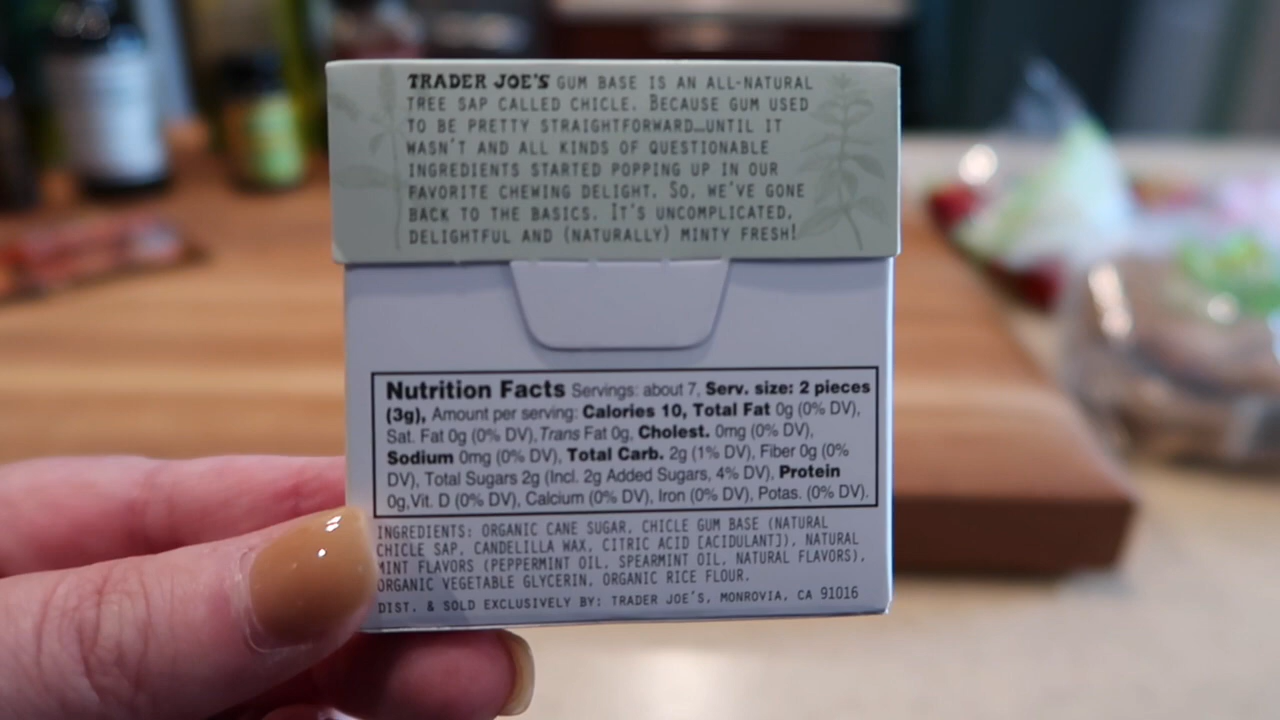 TRADER JOE'S GUM BASE IS AN ALL-NATURAL
TREE SAP CALLED CHICLE. BECAUSE GUM USED
TO BE PRETTY STRAIGHTFORWARD…UNTIL IT
WASN'T AND ALL KINDS OF QUESTIONABLE
INGREDIENTS STARTED POPPING UP IN OUR
FAVORITE CHEWING DELIGHT. SO, WE'VE GONE
BACK TO THE BASICS. IT'S UNCOMPLICATED,
DELIGHTFUL AND (NATURALLY) MINTY FRESH!
Nutrition Facts Servings: about 7, Serv. size: 2 pieces
(3g), Amount per serving: Calories 10, Total Fat 0g (0% DV),
Sat. Fat 0g (0% DV), Trans Fat 0g, Cholest. 0mg (0% DV),
Sodium 0mg (0% DV), Total Carb. 2g (1% DV), Fiber 0g (0%
DV), Total Sugars 2g (Incl. 2g Added Sugars, 4% DV), Protein
0g,Vit. D (0% DV), Calcium (0% DV), Iron (0% DV), Potas. (0% DV).
INGREDIENTS: ORGANIC CANE SUGAR, CHICLE GUM BASE (NATURAL
CHICLE SAP, CANDELILLA WAX, CITRIC ACID [ACIDULANT]), NATURAL
MINT FLAVORS (PEPPERMINT OIL, SPEARMINT OIL, NATURAL FLAVORS),
ORGANIC VEGETABLE GLYCERIN, ORGANIC RICE FLOUR.
DIST. & SOLD EXCLUSIVELY BY: TRADER JOE'S, MONROVIA, CA 91016